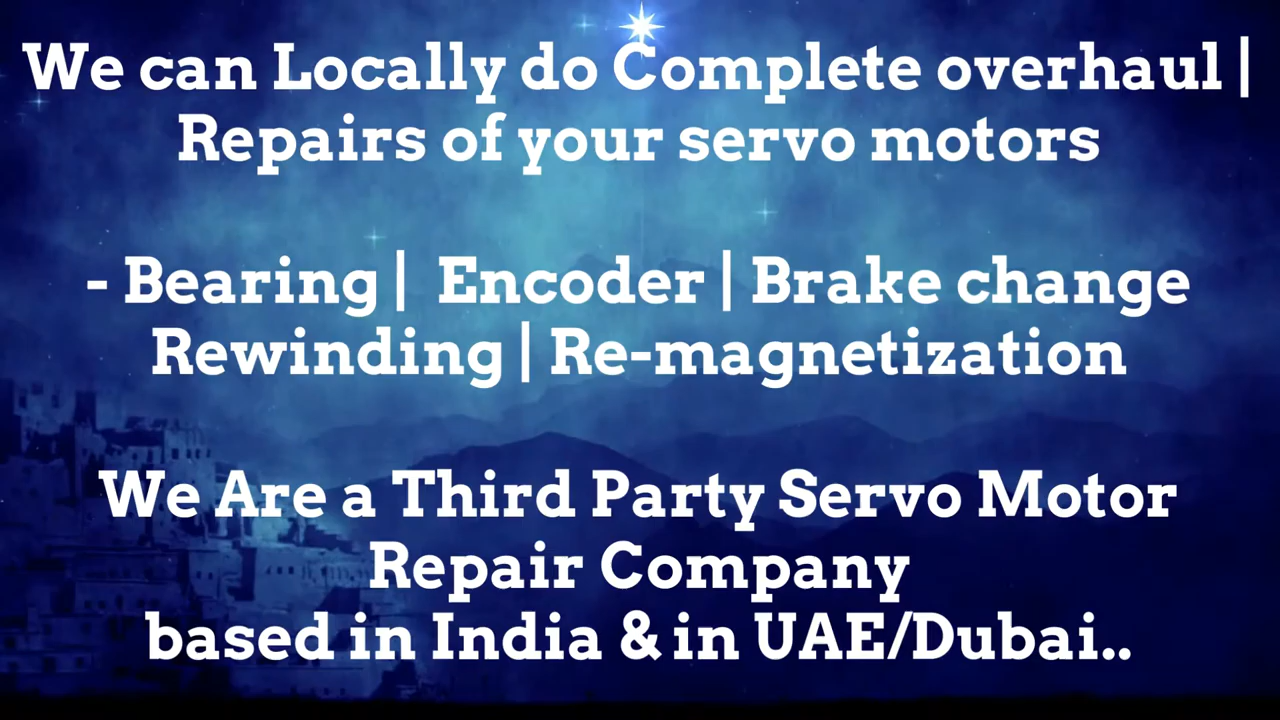 We can Locally do Complete overhaul |
Repairs of your servo motors
- Bearing | Encoder | Brake change
Rewinding | Re-magnetization
We Are a Third Party Servo Motor
Repair Company
based in India & in UAE/Dubai..